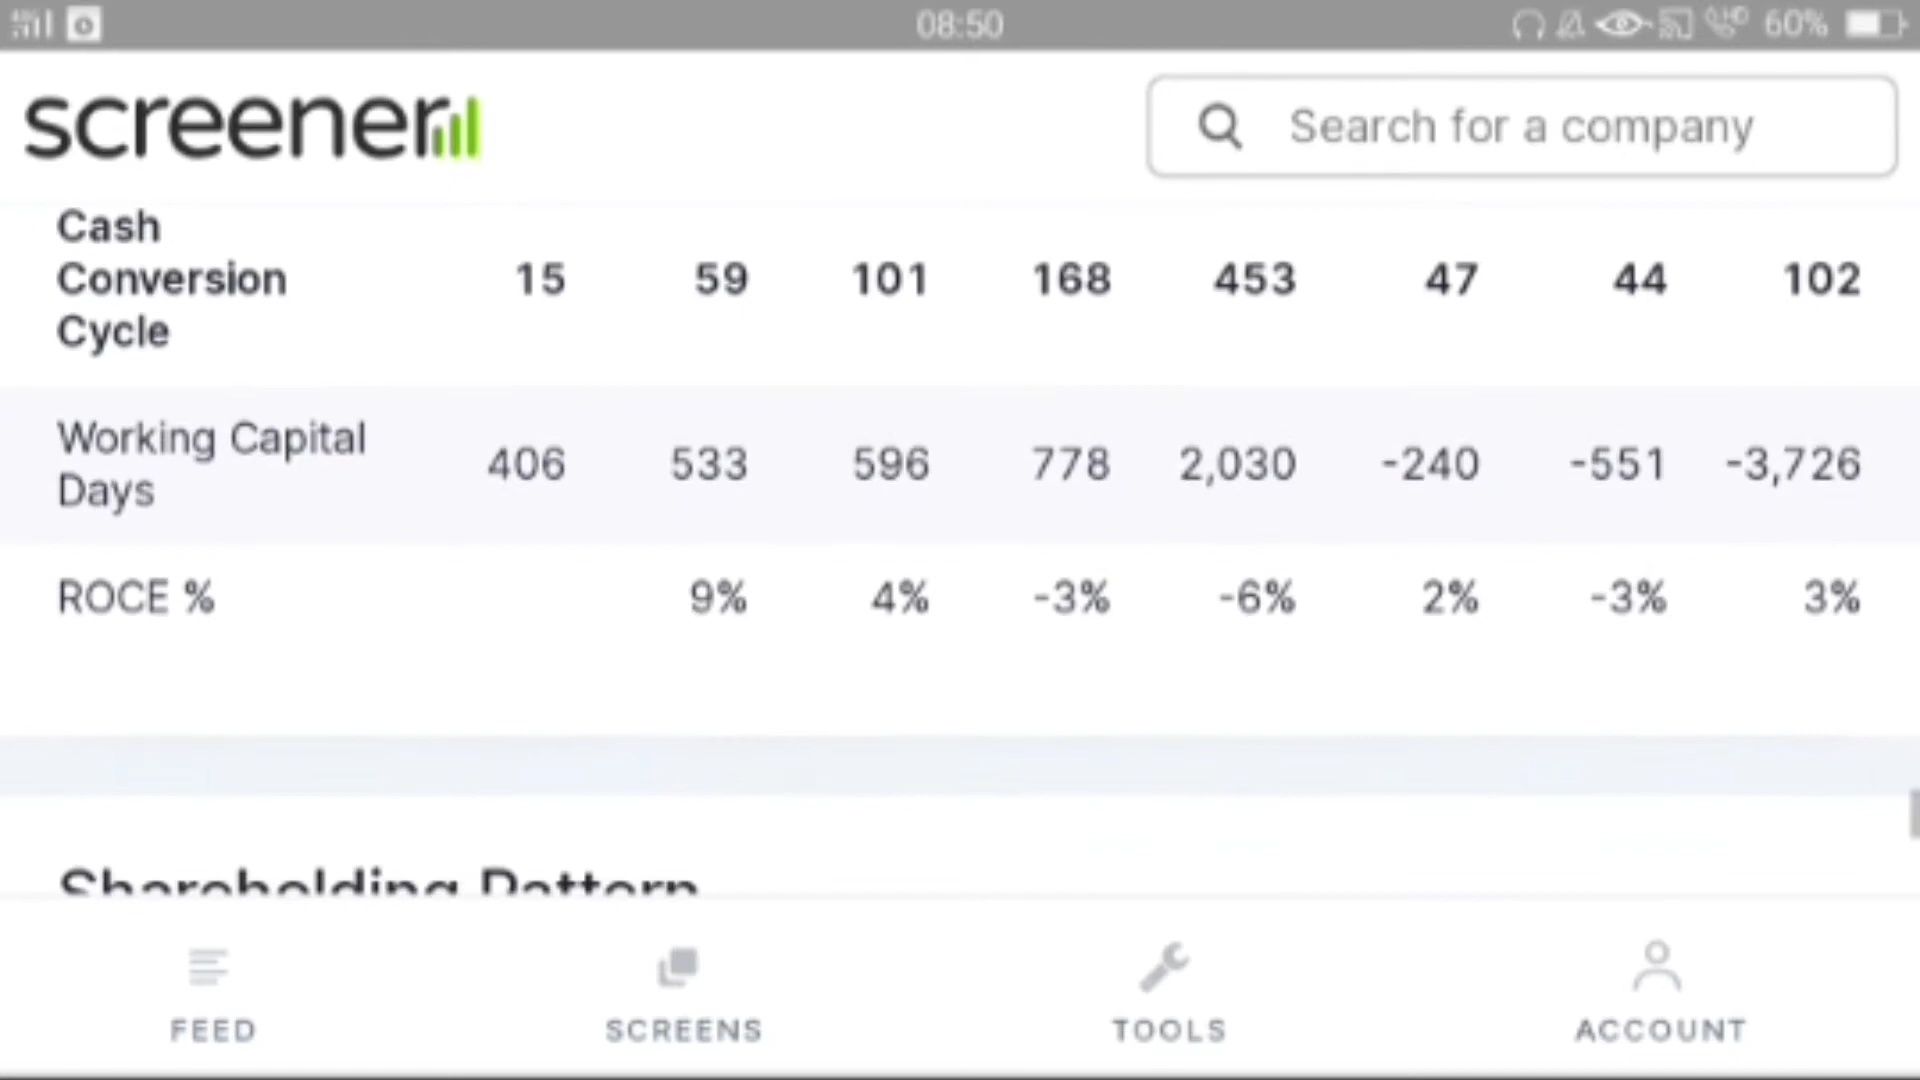 08:50
60%
screener
Search for a company
Cash
Conversion
Cycle
15 59 101 168 453 47 44 102
Working Capital
Days
406 533 596 778 2,030 -240 -551 -3,726
ROCE %
9% 4% -3% -6% 2% -3% 3%
Shareholding Pattern
FEED
SCREENS
TOOLS
ACCOUNT